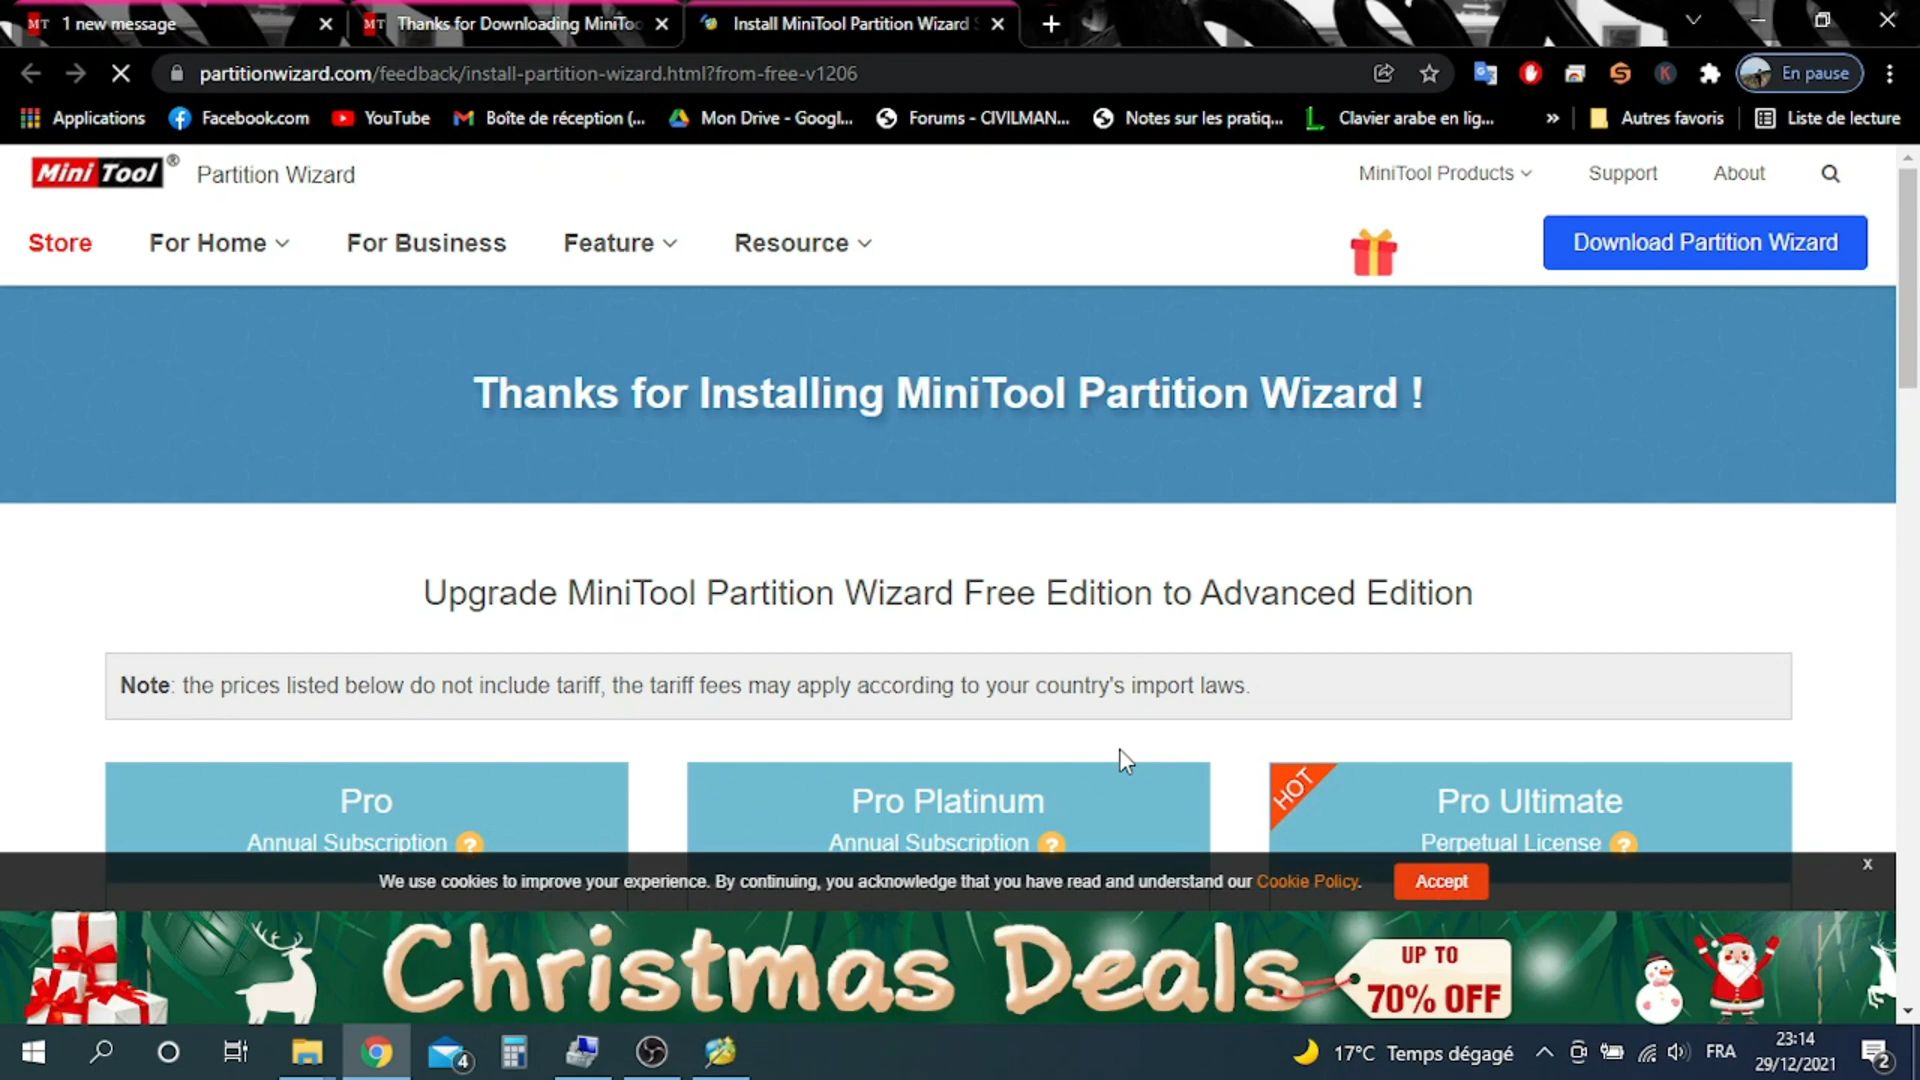 MT 1 new message
MT Thanks for Downloading MiniToo
Install MiniTool Partition Wizard
partitionwizard.com/feedback/install-partition-wizard.html?from-free-v1206
En pause
Applications
Facebook.com
YouTube
Boîte de réception (...
Mon Drive - Googl...
Forums - CIVILMAN...
Notes sur les pratiq...
Clavier arabe en lig...
»
Autres favoris
Liste de lecture
Mini Tool ® Partition Wizard
MiniTool Products
Support
About
Store
For Home
For Business
Feature
Resource
Download Partition Wizard
Thanks for Installing MiniTool Partition Wizard !
Upgrade MiniTool Partition Wizard Free Edition to Advanced Edition
Note: the prices listed below do not include tariff, the tariff fees may apply according to your country's import laws.
Pro
Annual Subscription ?
Pro Platinum
Annual Subscription ?
HOT
Pro Ultimate
Perpetual License ?
We use cookies to improve your experience. By continuing, you acknowledge that you have read and understand our Cookie Policy.
Accept
x
Christmas Deals
UP TO
70% OFF
4
17°C Temps dégagé
FRA
23:14
29/12/2021
2